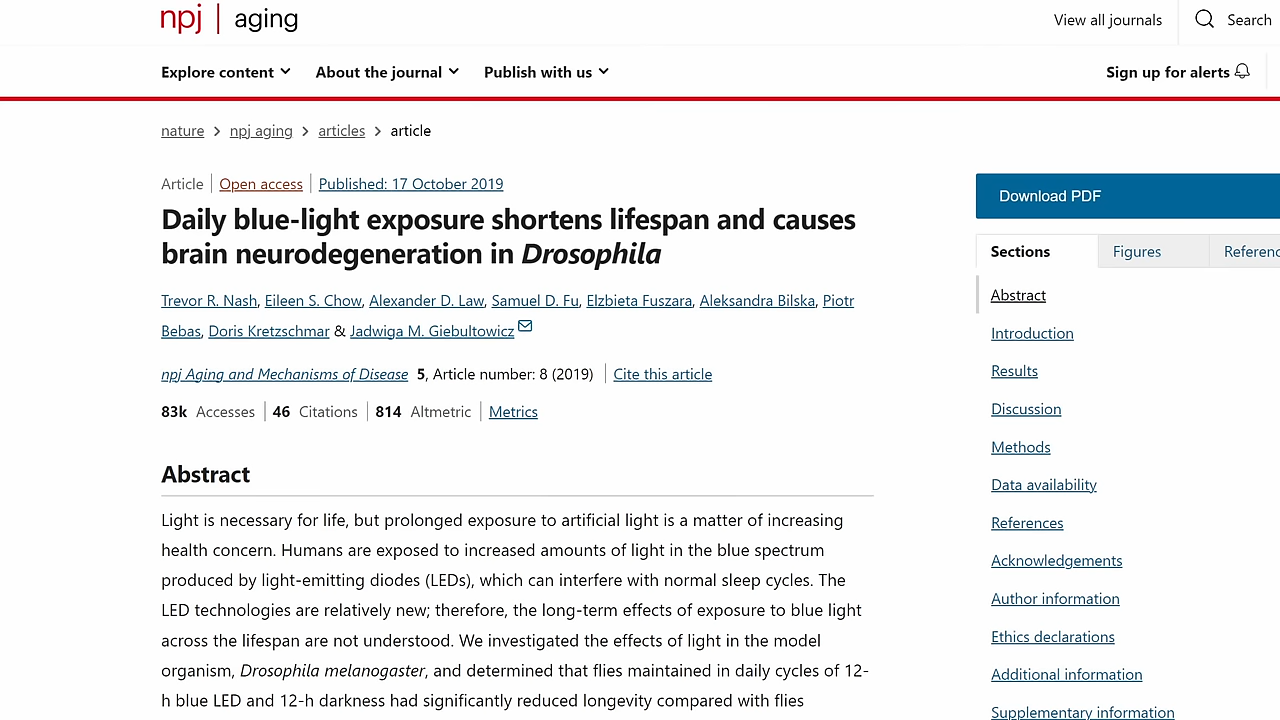 npj | aging
View all journals
Search
Explore content
About the journal
Publish with us
Sign up for alerts
nature > npj aging > articles > article
Article | Open access | Published: 17 October 2019
Daily blue-light exposure shortens lifespan and causes
brain neurodegeneration in Drosophila
Trevor R. Nash, Eileen S. Chow, Alexander D. Law, Samuel D. Fu, Elzbieta Fuszara, Aleksandra Bilska, Piotr
Bebas, Doris Kretzschmar & Jadwiga M. Giebultowicz
npj Aging and Mechanisms of Disease 5, Article number: 8 (2019) | Cite this article
83k Accesses | 46 Citations | 814 Altmetric | Metrics
Abstract
Light is necessary for life, but prolonged exposure to artificial light is a matter of increasing
health concern. Humans are exposed to increased amounts of light in the blue spectrum
produced by light-emitting diodes (LEDs), which can interfere with normal sleep cycles. The
LED technologies are relatively new; therefore, the long-term effects of exposure to blue light
across the lifespan are not understood. We investigated the effects of light in the model
organism, Drosophila melanogaster, and determined that flies maintained in daily cycles of 12-
h blue LED and 12-h darkness had significantly reduced longevity compared with flies
Download PDF
Sections
Figures
Referenc
Abstract
Introduction
Results
Discussion
Methods
Data availability
References
Acknowledgements
Author information
Ethics declarations
Additional information
Supplementary information